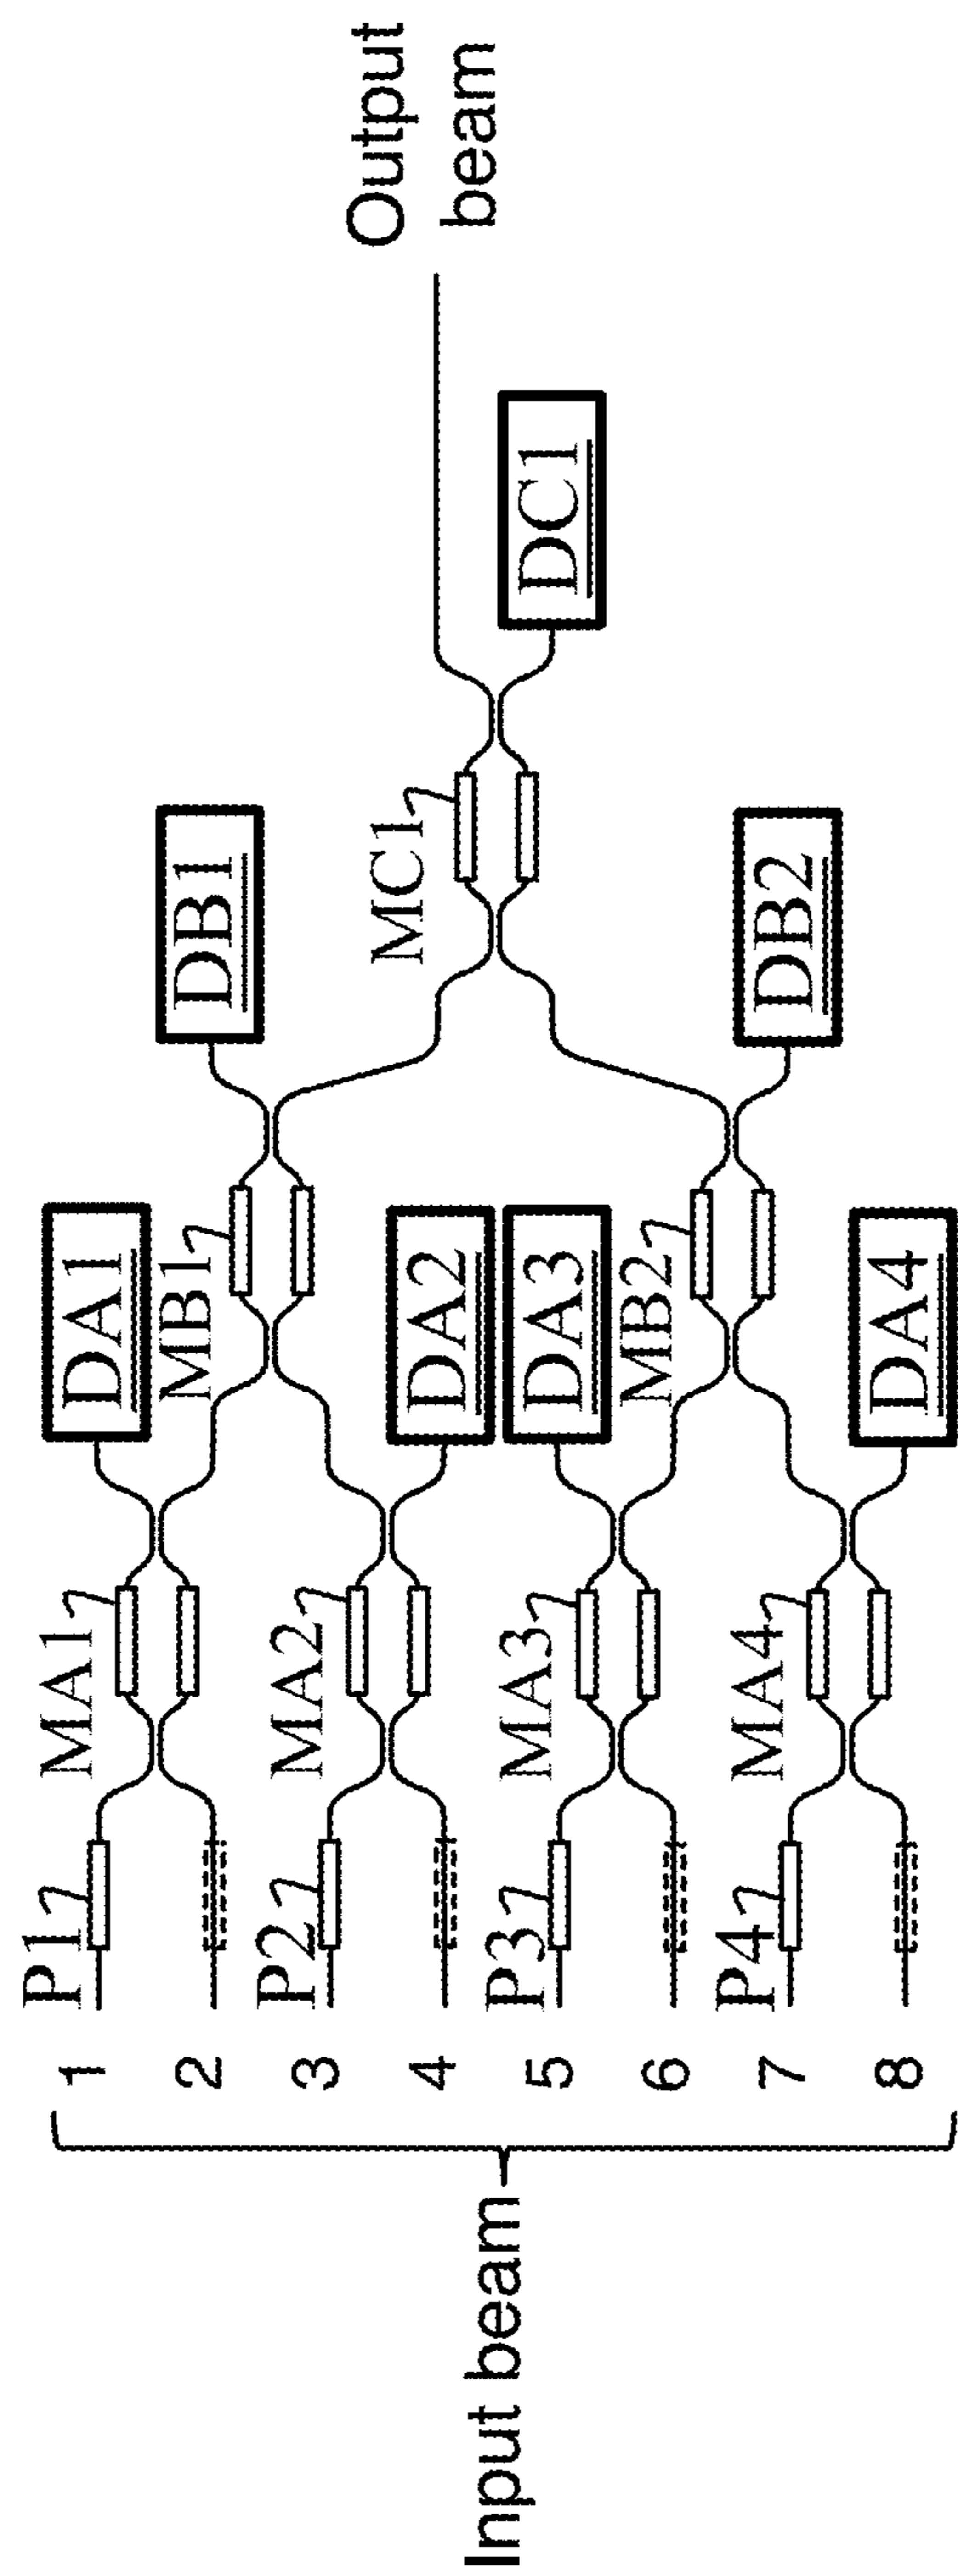 Input beam
1
2
3
4
5
6
7
8
P1
P2
P3
P4
MA1
MA2
MA3
MA4
DA1
DA2
DA3
DA4
MB1
MB2
DB1
DB2
MC1
DC1
Output
beam